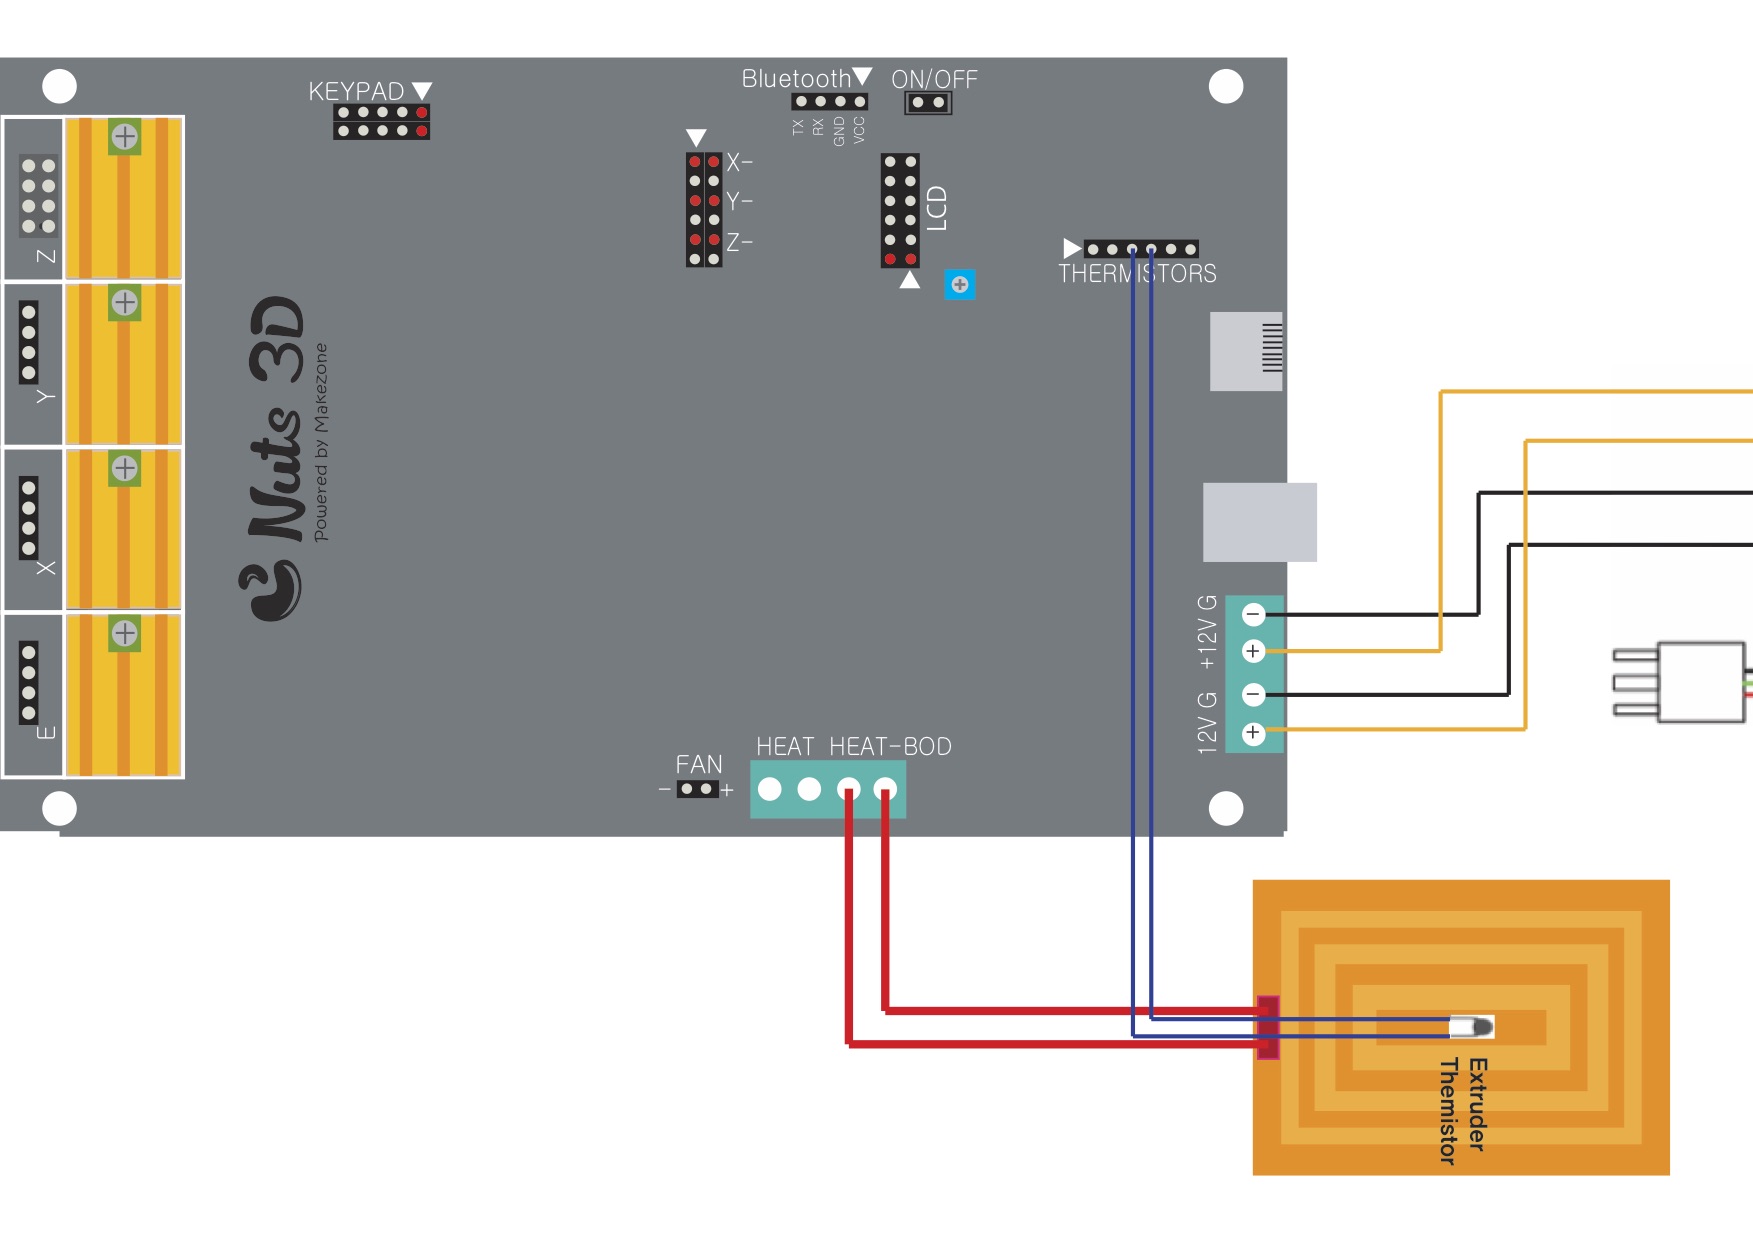 KEYPAD
Bluetooth
ON/OFF
TX
RX
GND
VCC
X-
Y-
Z-
LCD
THERMISTORS
Z
Y
X
E
Nuts 3D
Powered by Makezone
+12V G
12V G
FAN
- +
HEAT HEAT-BOD
Extruder
Themistor